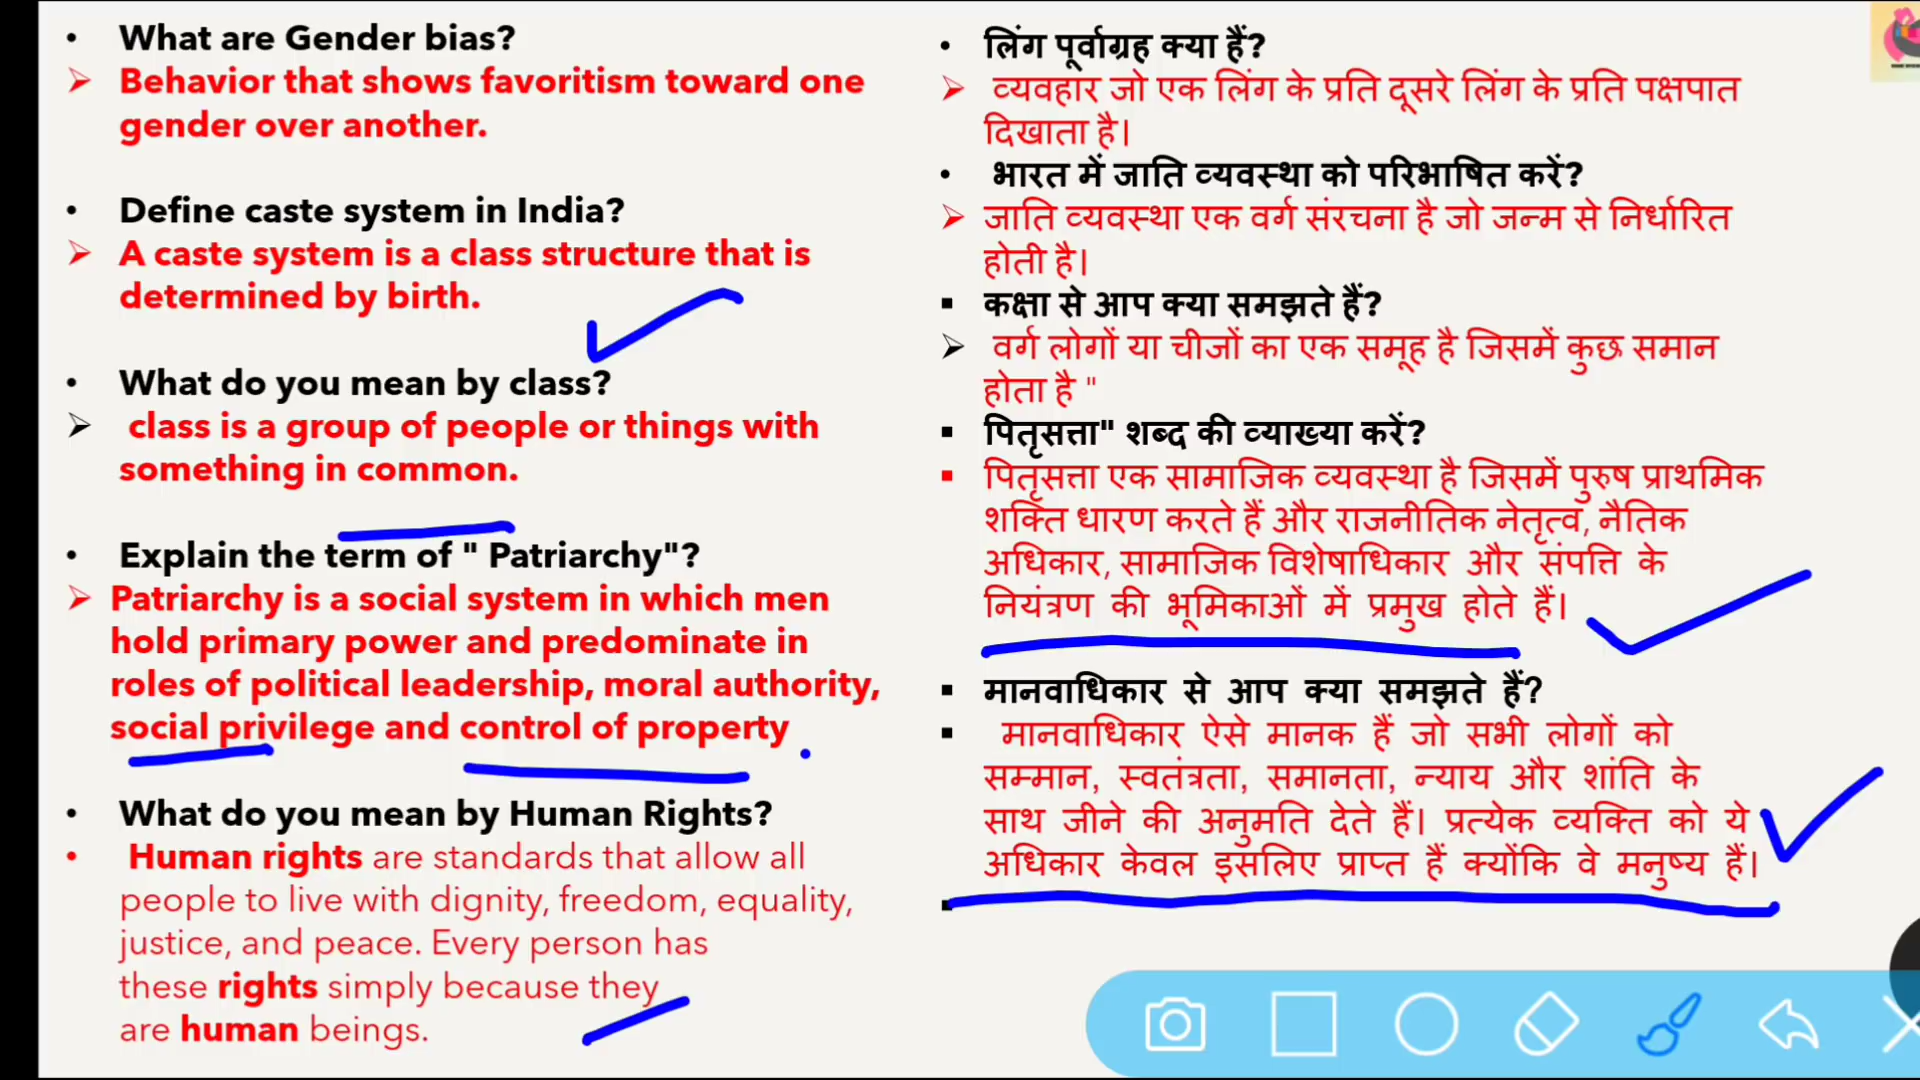 • What are Gender bias?
➢ Behavior that shows favoritism toward one
gender over another.
• Define caste system in India?
➢ A caste system is a class structure that is
determined by birth.
• What do you mean by class?
➢ class is a group of people or things with
something in common.
• Explain the term of " Patriarchy"?
➢ Patriarchy is a social system in which men
hold primary power and predominate in
roles of political leadership, moral authority,
social privilege and control of property
• What do you mean by Human Rights?
• Human rights are standards that allow all
people to live with dignity, freedom, equality,
justice, and peace. Every person has
these rights simply because they
are human beings.
• लिंग पूर्वाग्रह क्या हैं?
➢ व्यवहार जो एक लिंग के प्रति दूसरे लिंग के प्रति पक्षपात
दिखाता है।
• भारत में जाति व्यवस्था को परिभाषित करें?
➢ जाति व्यवस्था एक वर्ग संरचना है जो जन्म से निर्धारित
होती है।
▪ कक्षा से आप क्या समझते हैं?
➢ वर्ग लोगों या चीजों का एक समूह है जिसमें कुछ समान
होता है "
▪ पितृसत्ता" शब्द की व्याख्या करें?
▪ पितृसत्ता एक सामाजिक व्यवस्था है जिसमें पुरुष प्राथमिक
शक्ति धारण करते हैं और राजनीतिक नेतृत्व, नैतिक
अधिकार, सामाजिक विशेषाधिकार और संपत्ति के
नियंत्रण की भूमिकाओं में प्रमुख होते हैं।
▪ मानवाधिकार से आप क्या समझते हैं?
▪ मानवाधिकार ऐसे मानक हैं जो सभी लोगों को
सम्मान, स्वतंत्रता, समानता, न्याय और शांति के
साथ जीने की अनुमति देते हैं। प्रत्येक व्यक्ति को ये
अधिकार केवल इसलिए प्राप्त हैं क्योंकि वे मनुष्य हैं।